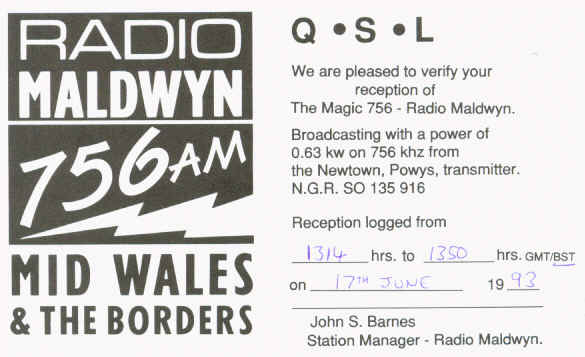 RADIO
MALDWYN
756 AM
MID WALES
& THE BORDERS
Q • S • L
We are pleased to verify your
reception of
The Magic 756 - Radio Maldwyn.
Broadcasting with a power of
0.63 kw on 756 khz from
the Newtown, Powys, transmitter.
N.G.R. SO 135 916
Reception logged from
1314 hrs. to 1350 hrs. GMT/BST
on 17TH JUNE 1993
John S. Barnes
Station Manager - Radio Maldwyn.